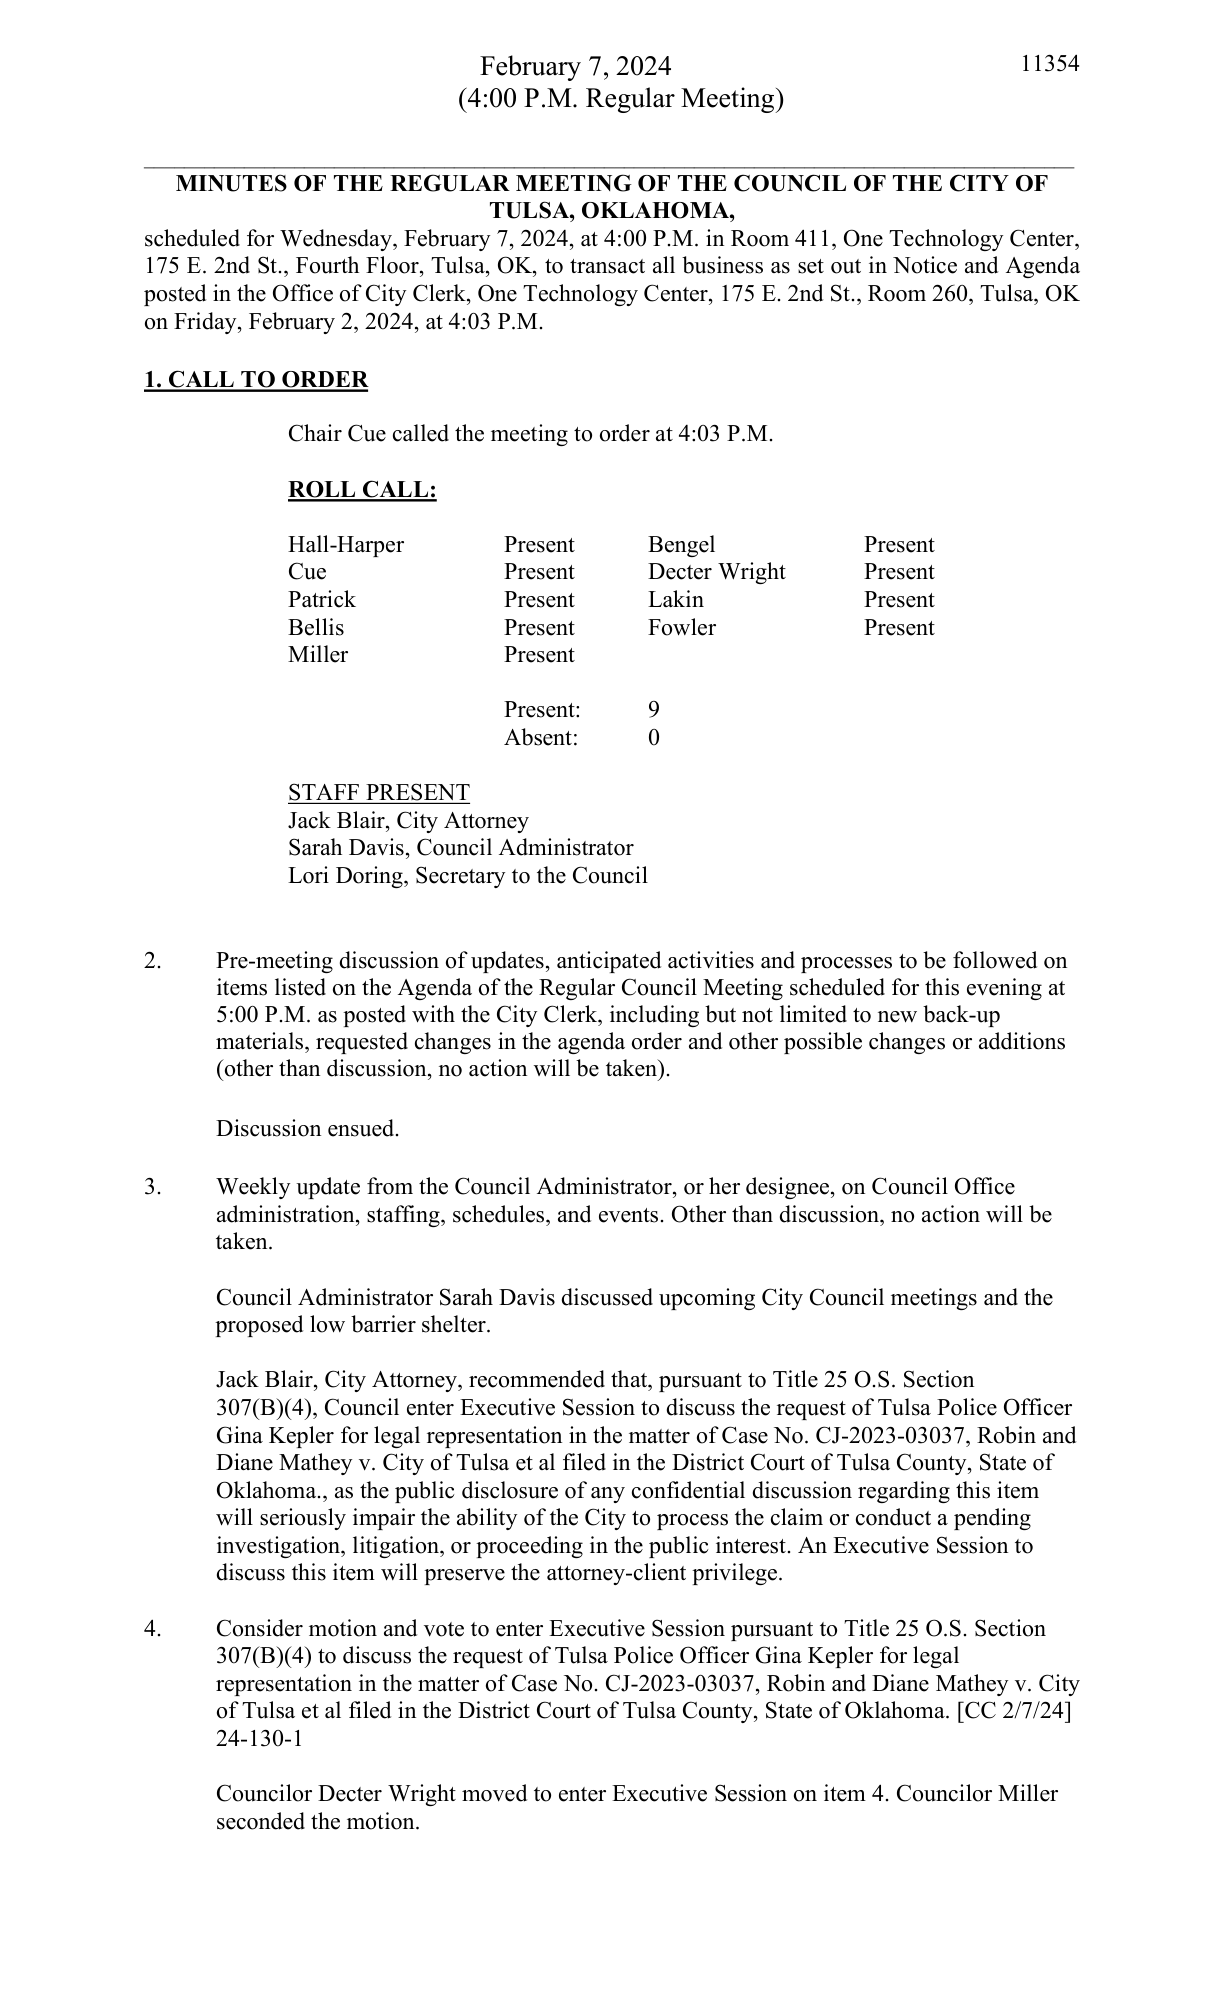 February 7, 2024
11354
(4:00 P.M. Regular Meeting)
MINUTES OF THE REGULAR MEETING OF THE COUNCIL OF THE CITY OF
TULSA, OKLAHOMA,
scheduled for Wednesday, February 7, 2024, at 4:00 P.M. in Room 411, One Technology Center,
175 E. 2nd St., Fourth Floor, Tulsa, OK, to transact all business as set out in Notice and Agenda
posted in the Office of City Clerk, One Technology Center, 175 E. 2nd St., Room 260, Tulsa, OK
on Friday, February 2, 2024, at 4:03 P.M.
1. CALL TO ORDER
Chair Cue called the meeting to order at 4:03 P.M.
ROLL CALL:
Hall-Harper Present Bengel Present
Cue Present Decter Wright Present
Patrick Present Lakin Present
Bellis Present Fowler Present
Miller Present
Present: 9
Absent: 0
STAFF PRESENT
Jack Blair, City Attorney
Sarah Davis, Council Administrator
Lori Doring, Secretary to the Council
2. Pre-meeting discussion of updates, anticipated activities and processes to be followed on
items listed on the Agenda of the Regular Council Meeting scheduled for this evening at
5:00 P.M. as posted with the City Clerk, including but not limited to new back-up
materials, requested changes in the agenda order and other possible changes or additions
(other than discussion, no action will be taken).
Discussion ensued.
3. Weekly update from the Council Administrator, or her designee, on Council Office
administration, staffing, schedules, and events. Other than discussion, no action will be
taken.
Council Administrator Sarah Davis discussed upcoming City Council meetings and the
proposed low barrier shelter.
Jack Blair, City Attorney, recommended that, pursuant to Title 25 O.S. Section
307(B)(4), Council enter Executive Session to discuss the request of Tulsa Police Officer
Gina Kepler for legal representation in the matter of Case No. CJ-2023-03037, Robin and
Diane Mathey v. City of Tulsa et al filed in the District Court of Tulsa County, State of
Oklahoma., as the public disclosure of any confidential discussion regarding this item
will seriously impair the ability of the City to process the claim or conduct a pending
investigation, litigation, or proceeding in the public interest. An Executive Session to
discuss this item will preserve the attorney-client privilege.
4. Consider motion and vote to enter Executive Session pursuant to Title 25 O.S. Section
307(B)(4) to discuss the request of Tulsa Police Officer Gina Kepler for legal
representation in the matter of Case No. CJ-2023-03037, Robin and Diane Mathey v. City
of Tulsa et al filed in the District Court of Tulsa County, State of Oklahoma. [CC 2/7/24]
24-130-1
Councilor Decter Wright moved to enter Executive Session on item 4. Councilor Miller
seconded the motion.